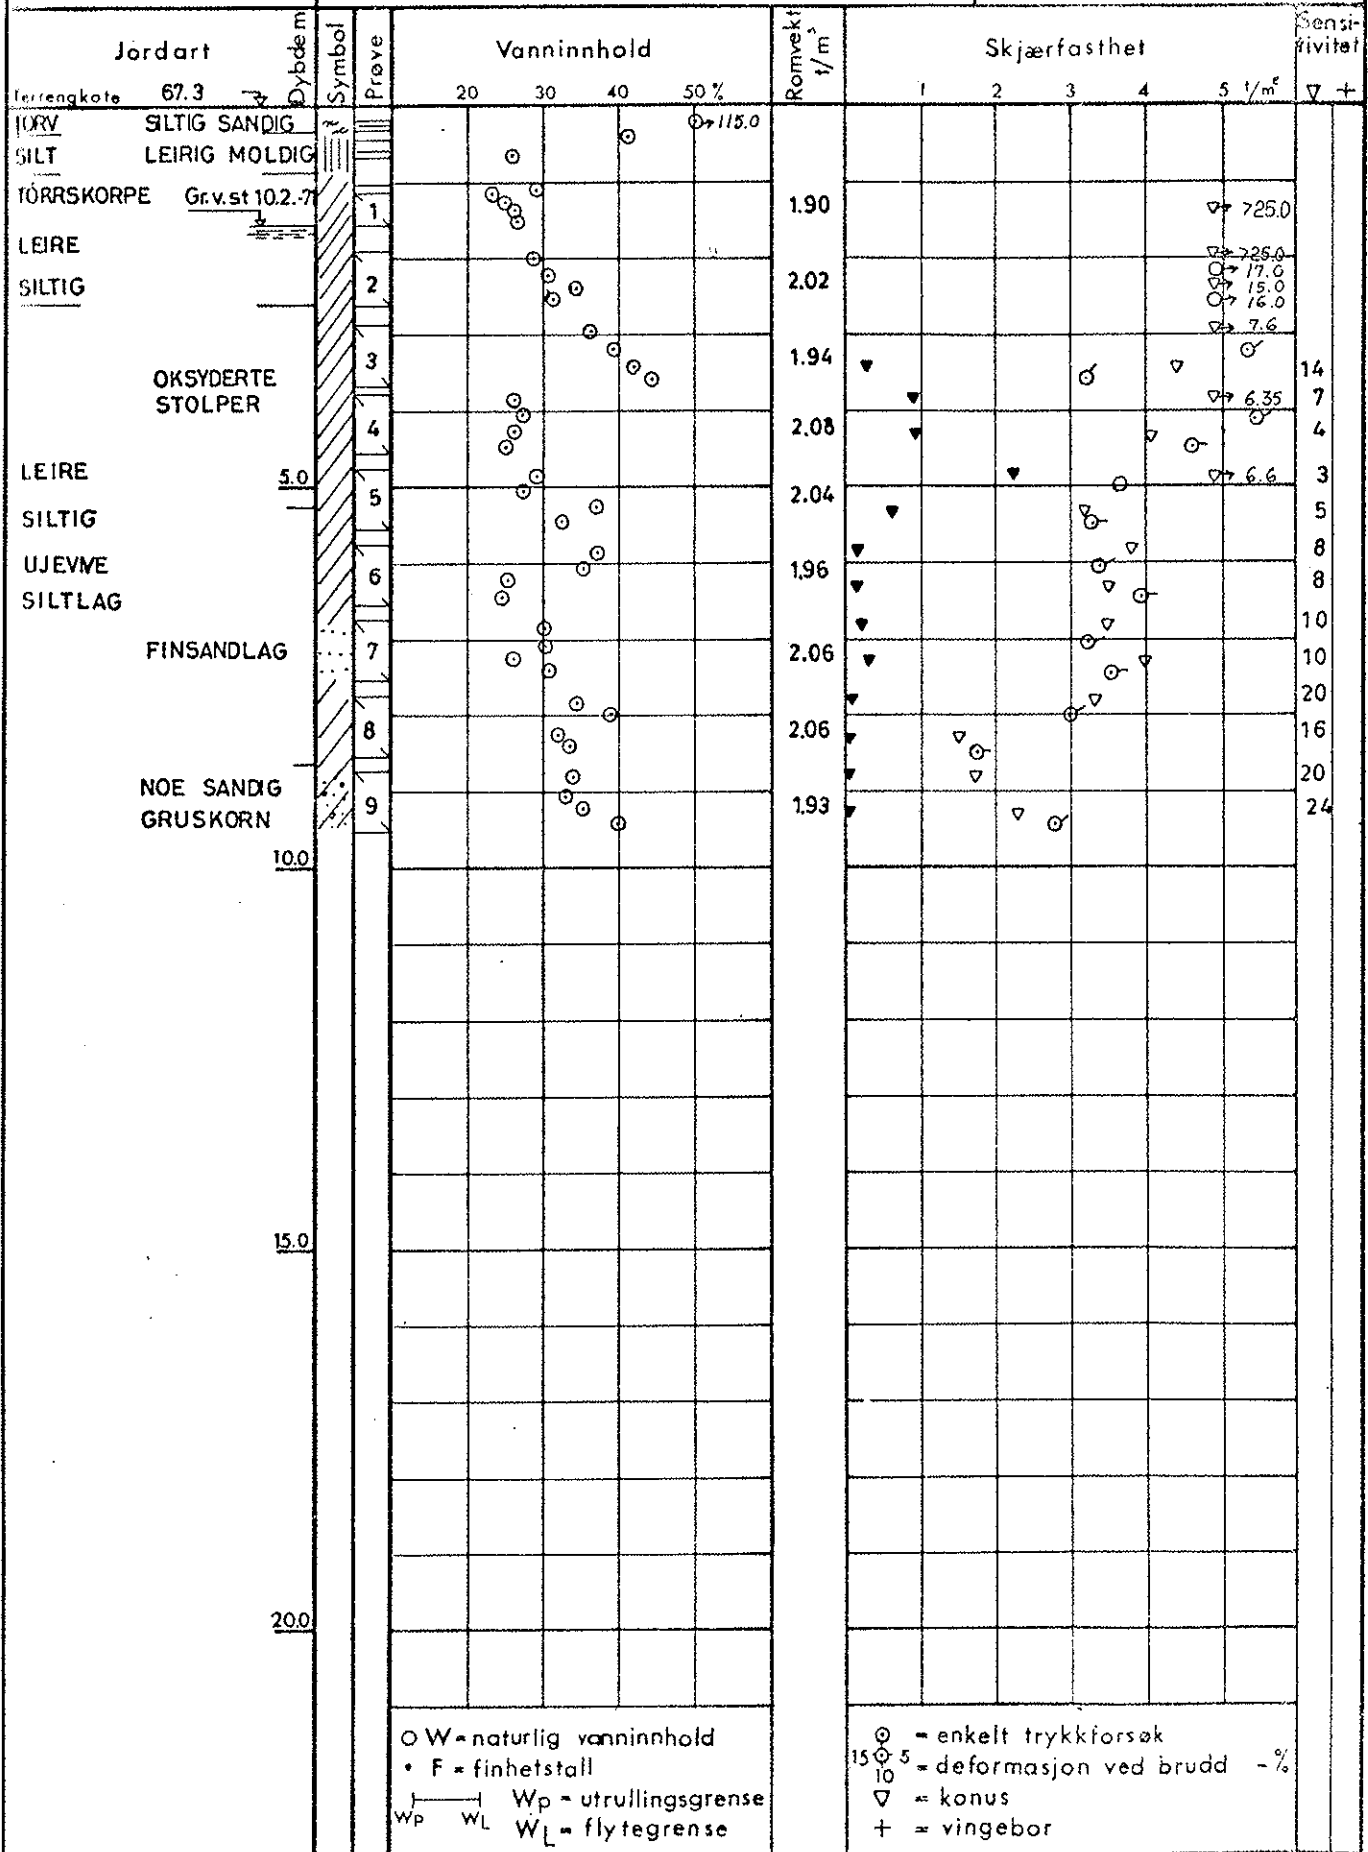 Jordart
Dybde m
Symbol
Prøve
Vanninnhold
Romvekt t/m³
Skjærfasthet
Sensi-
tivitet
Terrengkote 67.3
20 30 40 50 %
1 2 3 4 5 t/m²
▽ +
TORV SILTIG SANDIG
115.0
SILT LEIRIG MOLDIG
TÖRRSKORPE Gr.v.st 10.2.-71
1 1.90
725.0
LEIRE
725.0
17.0
SILTIG
2 2.02
15.0
16.0
7.6
3 1.94 14
OKSYDERTE
STOLPER
6.35 7
4 2.08 4
LEIRE
5.0
6.6 3
5 2.04
SILTIG
5
UJEVNE
8
6 1.96
SILTLAG
8
10
FINSANDLAG
7 2.06 10
20
8 2.06 16
NOE SANDIG
20
GRUSKORN
9 1.93 24
10.0
15.0
20.0
O W = naturlig vanninnhold
• F = finhetstall
Wp WL Wp = utrullingsgrense
WL = flytegrense
⊙ = enkelt trykkforsøk
15 5 10 = deformasjon ved brudd - %
▽ = konus
+ = vingebor